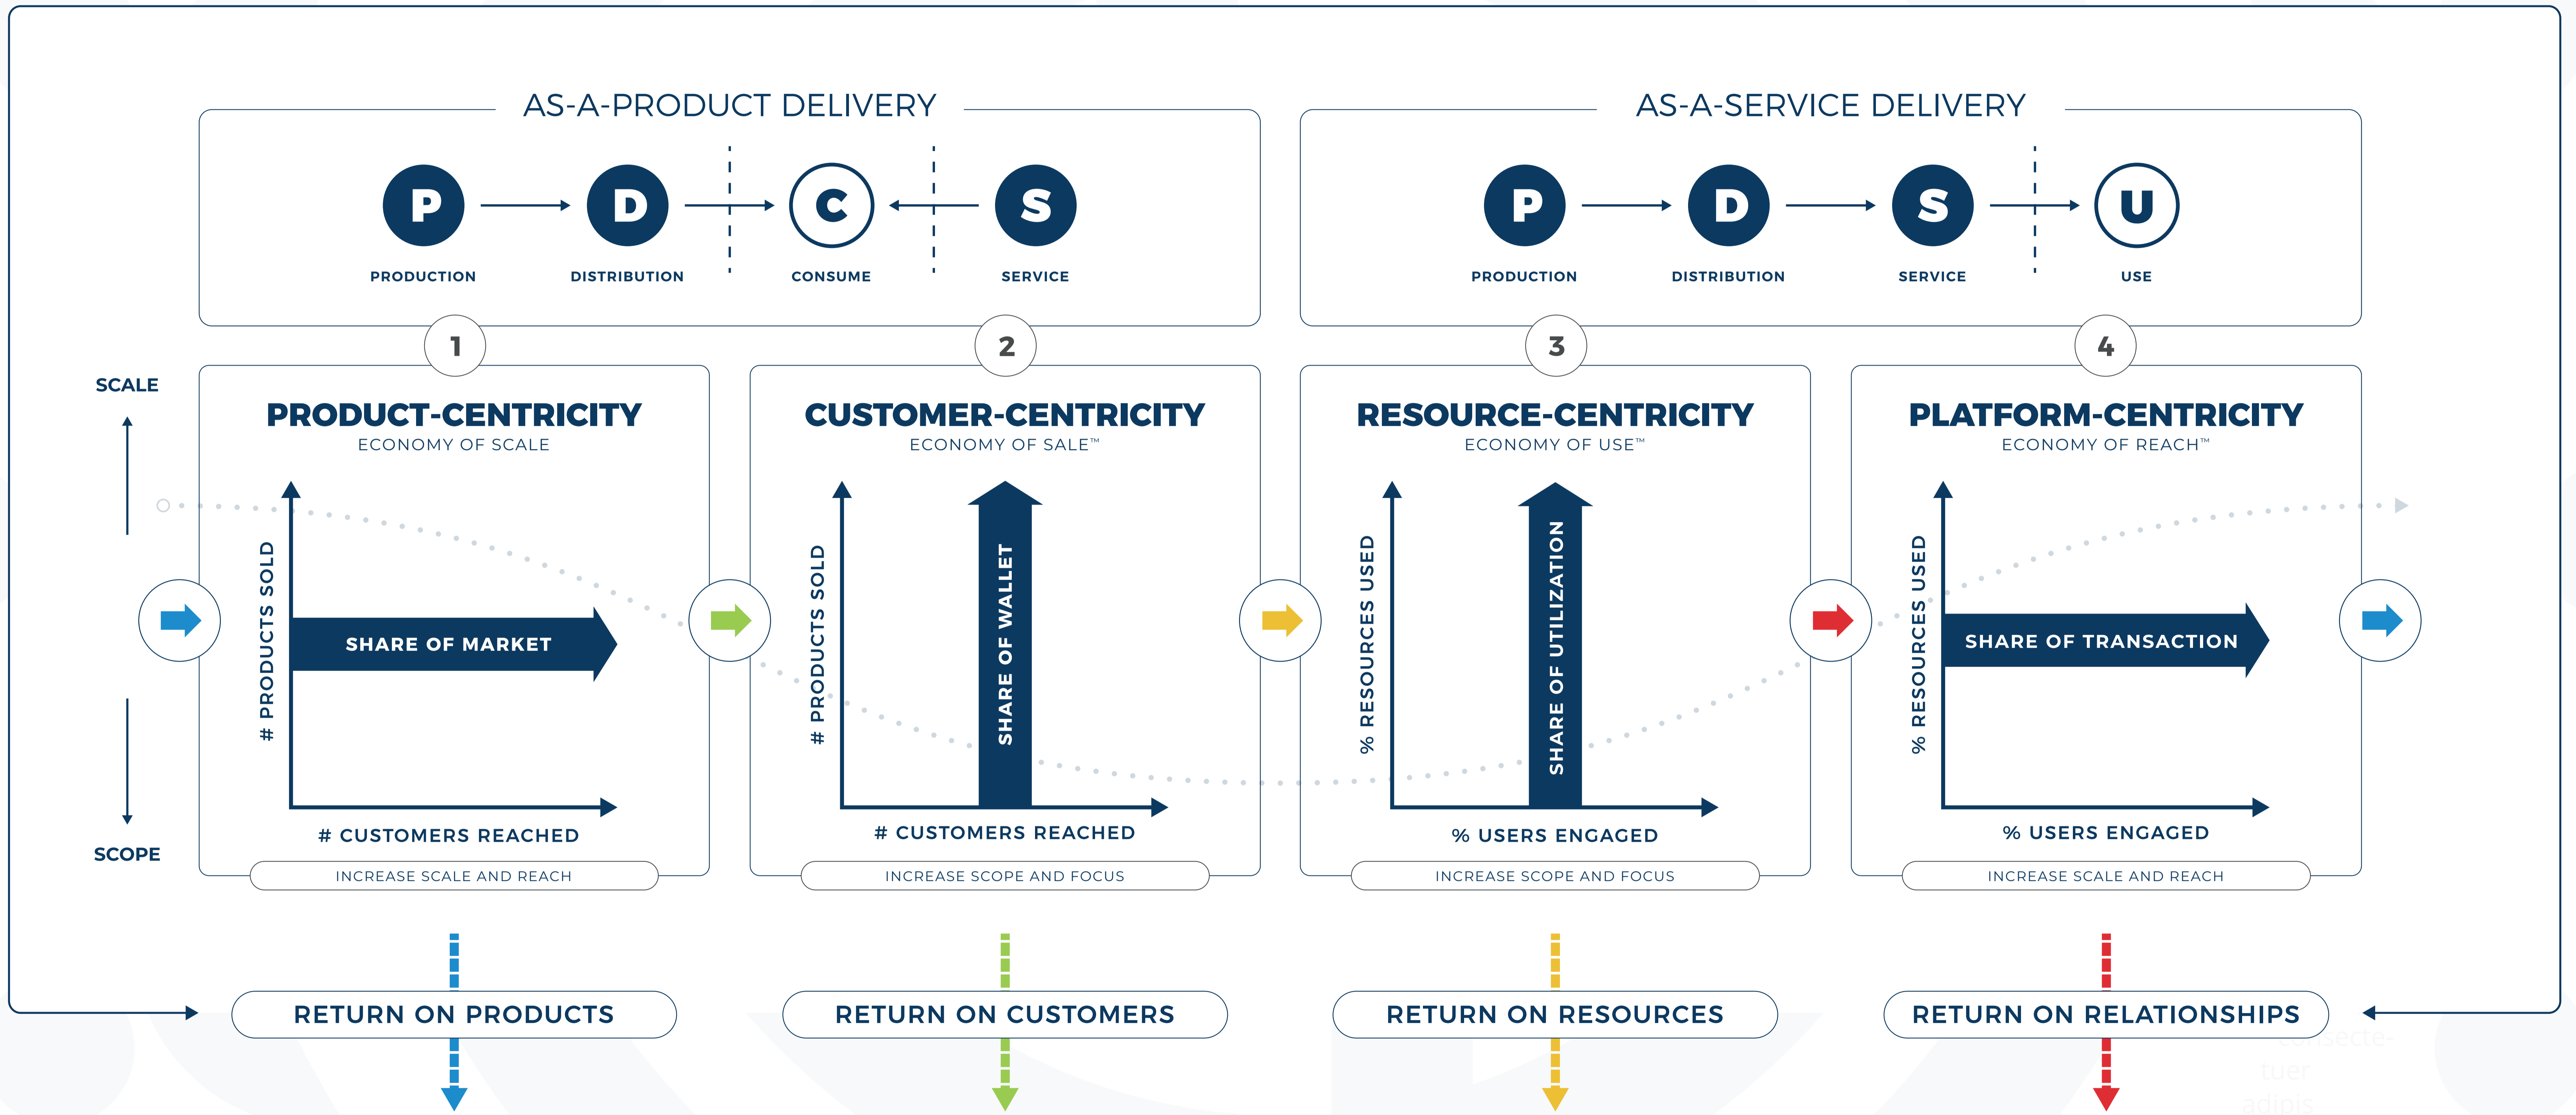 AS-A-PRODUCT DELIVERY
P
D
C
S
PRODUCTION
DISTRIBUTION
CONSUME
SERVICE
AS-A-SERVICE DELIVERY
P
D
S
U
PRODUCTION
DISTRIBUTION
SERVICE
USE
SCALE
SCOPE
1
PRODUCT-CENTRICITY
ECONOMY OF SCALE
# PRODUCTS SOLD
SHARE OF MARKET
# CUSTOMERS REACHED
INCREASE SCALE AND REACH
2
CUSTOMER-CENTRICITY
ECONOMY OF SALE™
# PRODUCTS SOLD
SHARE OF WALLET
# CUSTOMERS REACHED
INCREASE SCOPE AND FOCUS
3
RESOURCE-CENTRICITY
ECONOMY OF USE™
% RESOURCES USED
SHARE OF UTILIZATION
% USERS ENGAGED
INCREASE SCOPE AND FOCUS
4
PLATFORM-CENTRICITY
ECONOMY OF REACH™
% RESOURCES USED
SHARE OF TRANSACTION
% USERS ENGAGED
INCREASE SCALE AND REACH
RETURN ON PRODUCTS
RETURN ON CUSTOMERS
RETURN ON RESOURCES
RETURN ON RELATIONSHIPS
consecte-
tuer
adipis